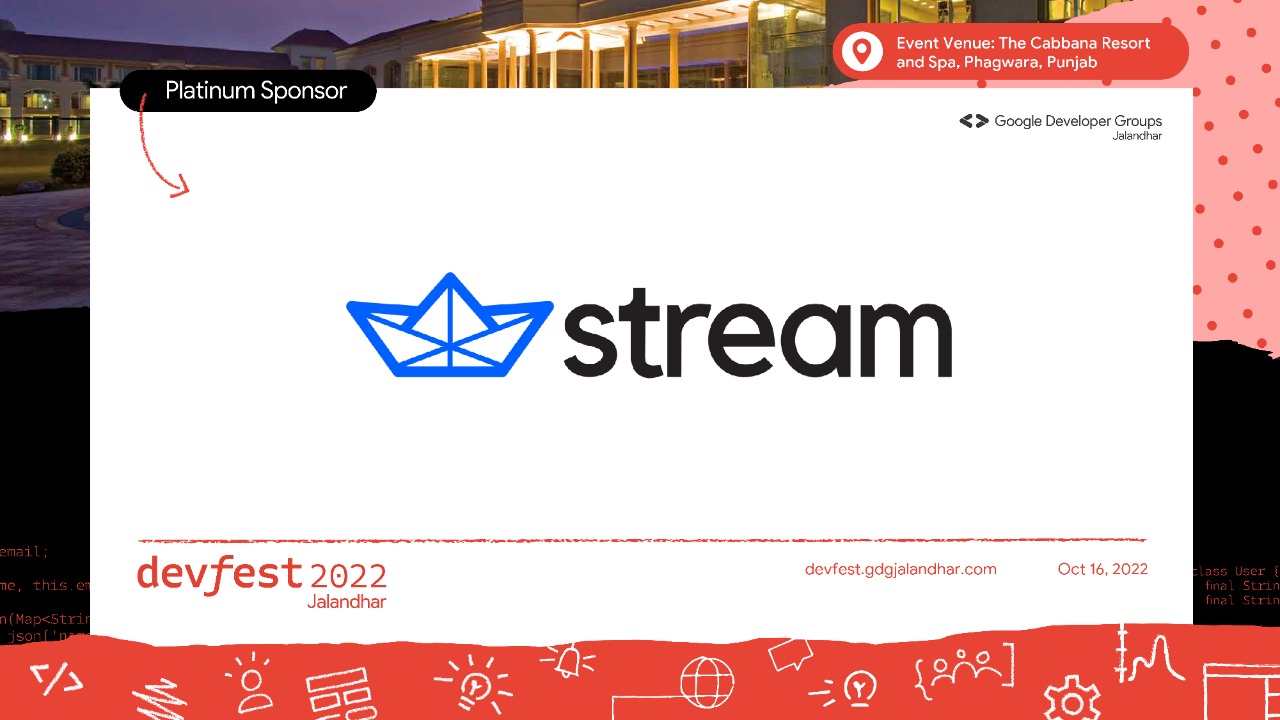 Event Venue: The Cabbana Resort
and Spa, Phagwara, Punjab
Platinum Sponsor
<> Google Developer Groups
Jalandhar
stream
email;
me, this.em
n(Map<Strin
json['name
class User {
final Strin
final Strin
devfest 2022
Jalandhar
devfest.gdgjalandhar.com
Oct 16, 2022